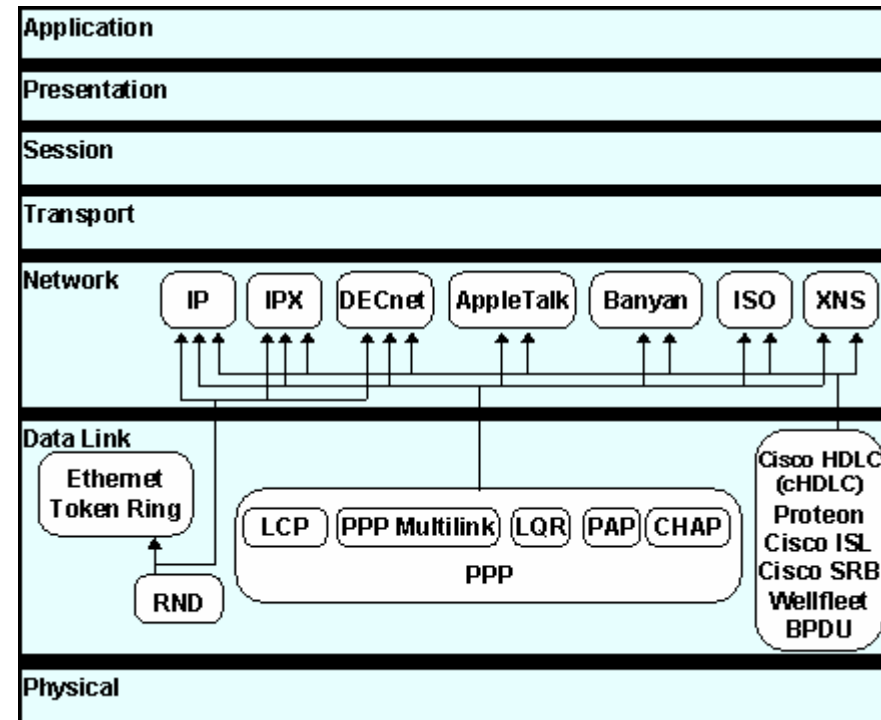 Application
Presentation
Session
Transport
Network
IP
IPX
DECnet
AppleTalk
Banyan
ISO
XNS
Data Link
Ethernet
Token Ring
RND
LCP
PPP Multilink
LQR
PAP
CHAP
PPP
Cisco HDLC
(cHDLC)
Proteon
Cisco ISL
Cisco SRB
Wellfleet
BPDU
Physical